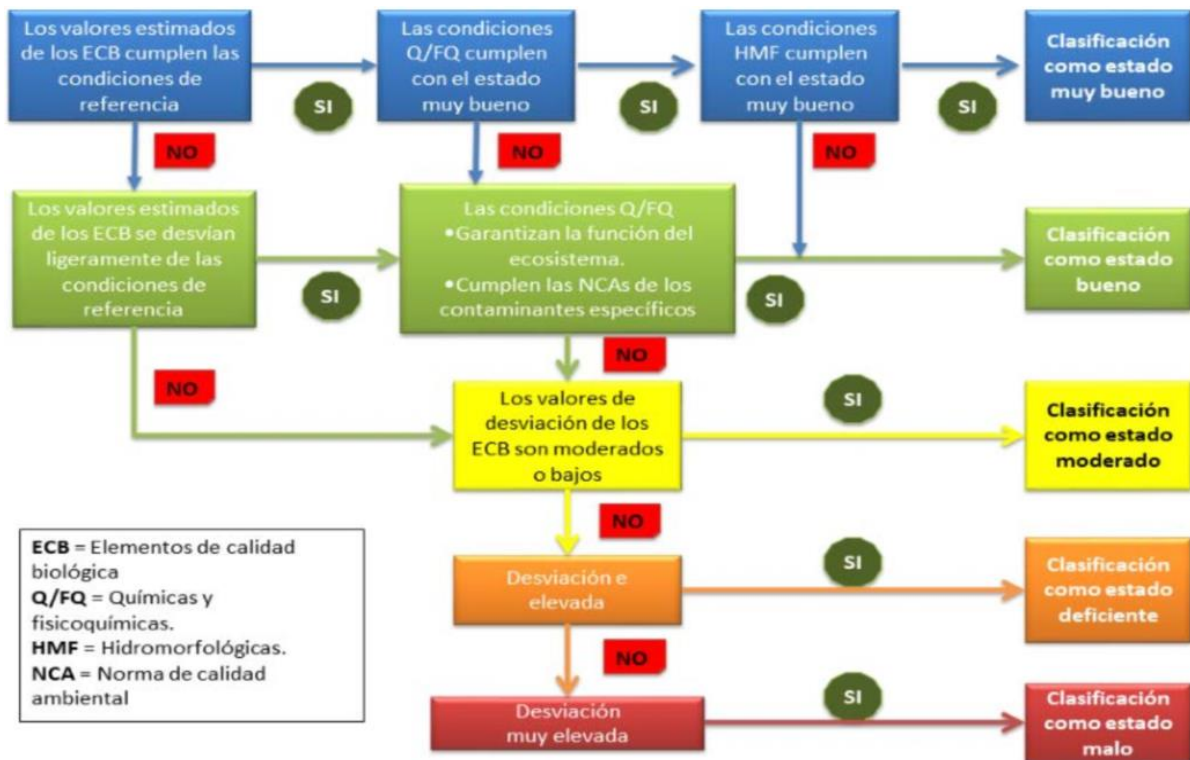 Los valores estimados
de los ECB cumplen las
condiciones de
referencia
SI
Las condiciones
Q/FQ cumplen
con el estado
muy bueno
SI
Las condiciones
HMF cumplen
con el estado
muy bueno
SI
Clasificación
como estado
muy bueno
NO
NO
NO
Los valores estimados
de los ECB se desvían
ligeramente de las
condiciones de
referencia
SI
Las condiciones Q/FQ
•Garantizan la función del
ecosistema.
•Cumplen las NCAs de los
contaminantes específicos
SI
Clasificación
como estado
bueno
NO
NO
Los valores de
desviación de los
ECB son moderados
o bajos
SI
Clasificación
como estado
moderado
NO
Desviación e
elevada
SI
Clasificación
como estado
deficiente
NO
Desviación
muy elevada
SI
Clasificación
como estado
malo
ECB = Elementos de calidad
biológica
Q/FQ = Químicas y
fisicoquímicas.
HMF = Hidromorfológicas.
NCA = Norma de calidad
ambiental